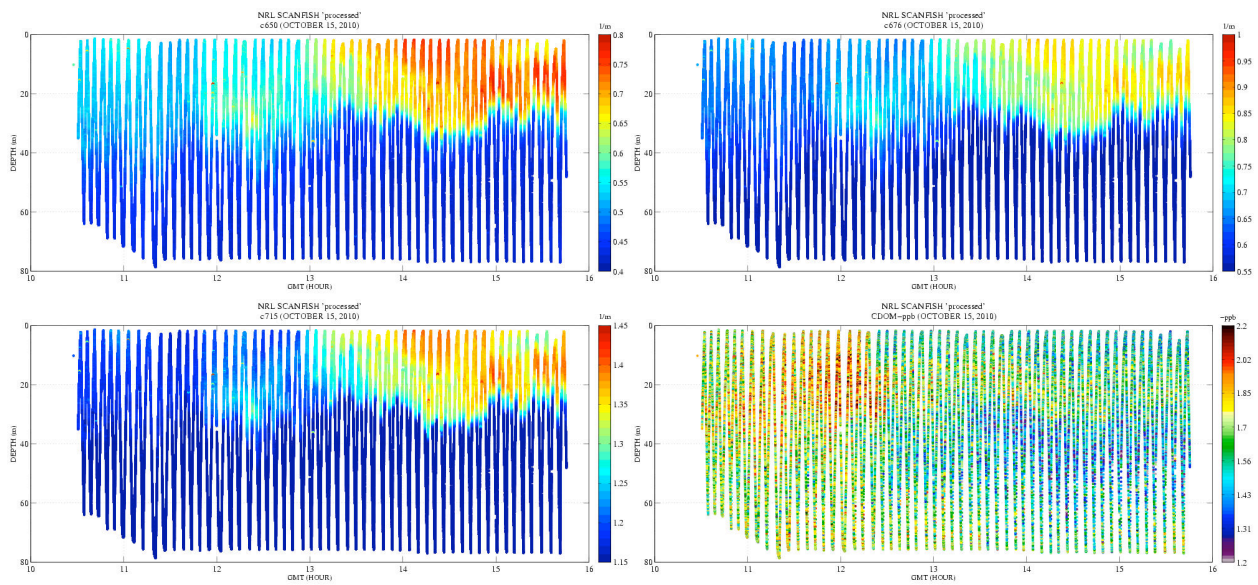 NRL SCANFISH 'processed'
c650 (OCTOBER 15, 2010)
1/m
0
20
40
60
80
DEPTH (m)
10 11 12 13 14 15 16
GMT (HOUR)
0.8
0.75
0.7
0.65
0.6
0.55
0.5
0.45
0.4
NRL SCANFISH 'processed'
c676 (OCTOBER 15, 2010)
1/m
0
20
40
60
80
DEPTH (m)
10 11 12 13 14 15 16
GMT (HOUR)
1
0.95
0.9
0.85
0.8
0.75
0.7
0.65
0.6
0.55
NRL SCANFISH 'processed'
c715 (OCTOBER 15, 2010)
1/m
0
20
40
60
80
DEPTH (m)
10 11 12 13 14 15 16
GMT (HOUR)
1.45
1.4
1.35
1.3
1.25
1.2
1.15
NRL SCANFISH 'processed'
CDOM-ppb (OCTOBER 15, 2010)
-ppb
0
20
40
60
80
DEPTH (m)
10 11 12 13 14 15 16
GMT (HOUR)
2.2
2.02
1.85
1.7
1.56
1.43
1.31
1.2